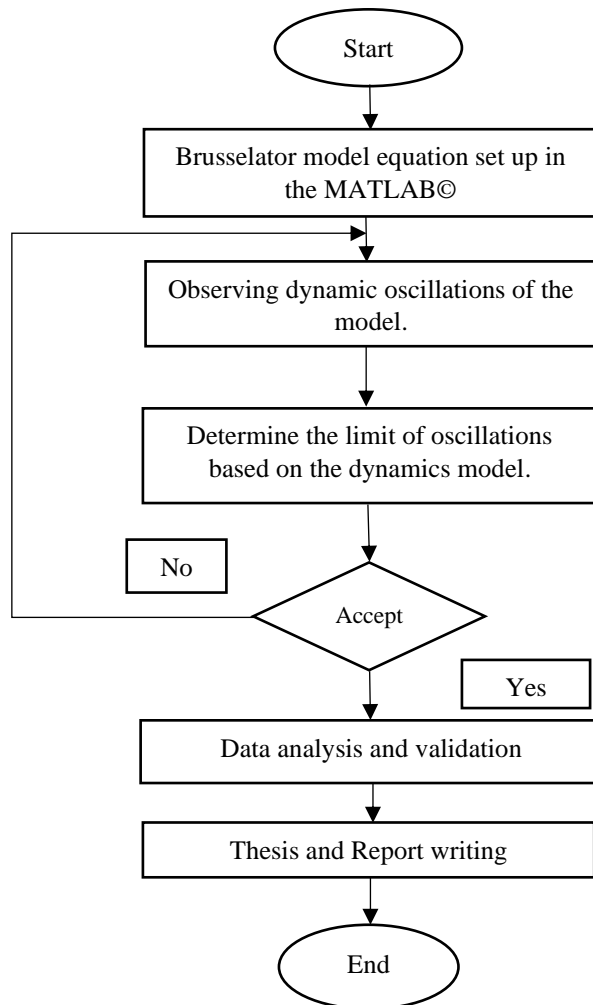 Start
Brusselator model equation set up in
the MATLAB©
Observing dynamic oscillations of the
model.
Determine the limit of oscillations
based on the dynamics model.
No
Accept
Yes
Data analysis and validation
Thesis and Report writing
End